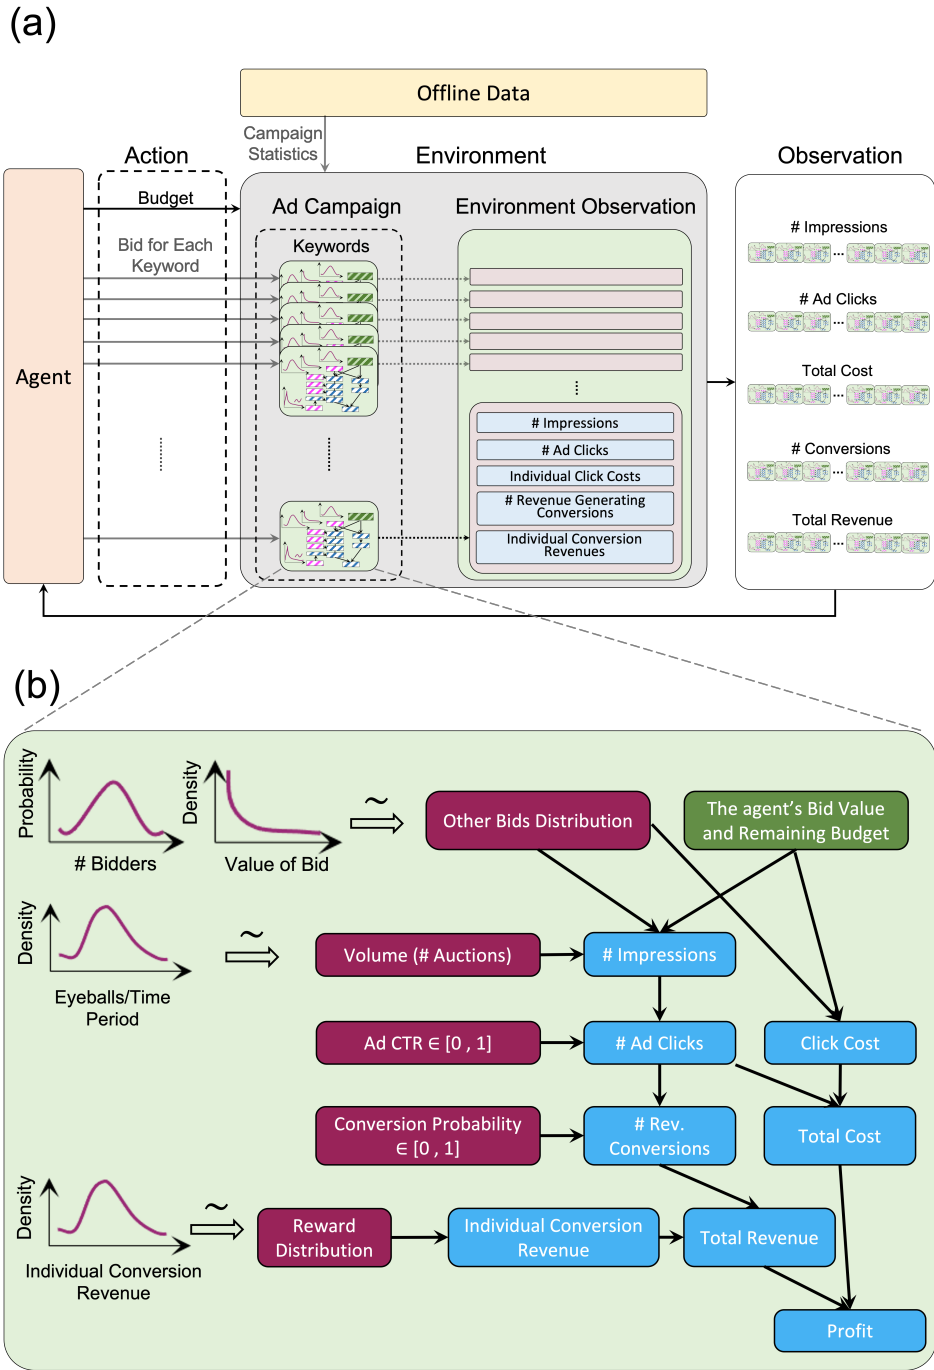 (a)
Offline Data
Campaign
Statistics
Action
Environment
Observation
Budget
Ad Campaign
Environment Observation
Bid for Each
Keyword
Keywords
Agent
# Impressions
# Ad Clicks
Individual Click Costs
# Revenue Generating
Conversions
Individual Conversion
Revenues
# Impressions
# Ad Clicks
Total Cost
# Conversions
Total Revenue
(b)
Probability
# Bidders
Density
Value of Bid
~
Other Bids Distribution
The agent's Bid Value
and Remaining Budget
Density
Eyeballs/Time
Period
~
Volume (# Auctions)
# Impressions
Ad CTR ∈ [0 , 1]
# Ad Clicks
Click Cost
Conversion Probability
∈ [0 , 1]
# Rev.
Conversions
Total Cost
Density
Individual Conversion
Revenue
~
Reward
Distribution
Individual Conversion
Revenue
Total Revenue
Profit